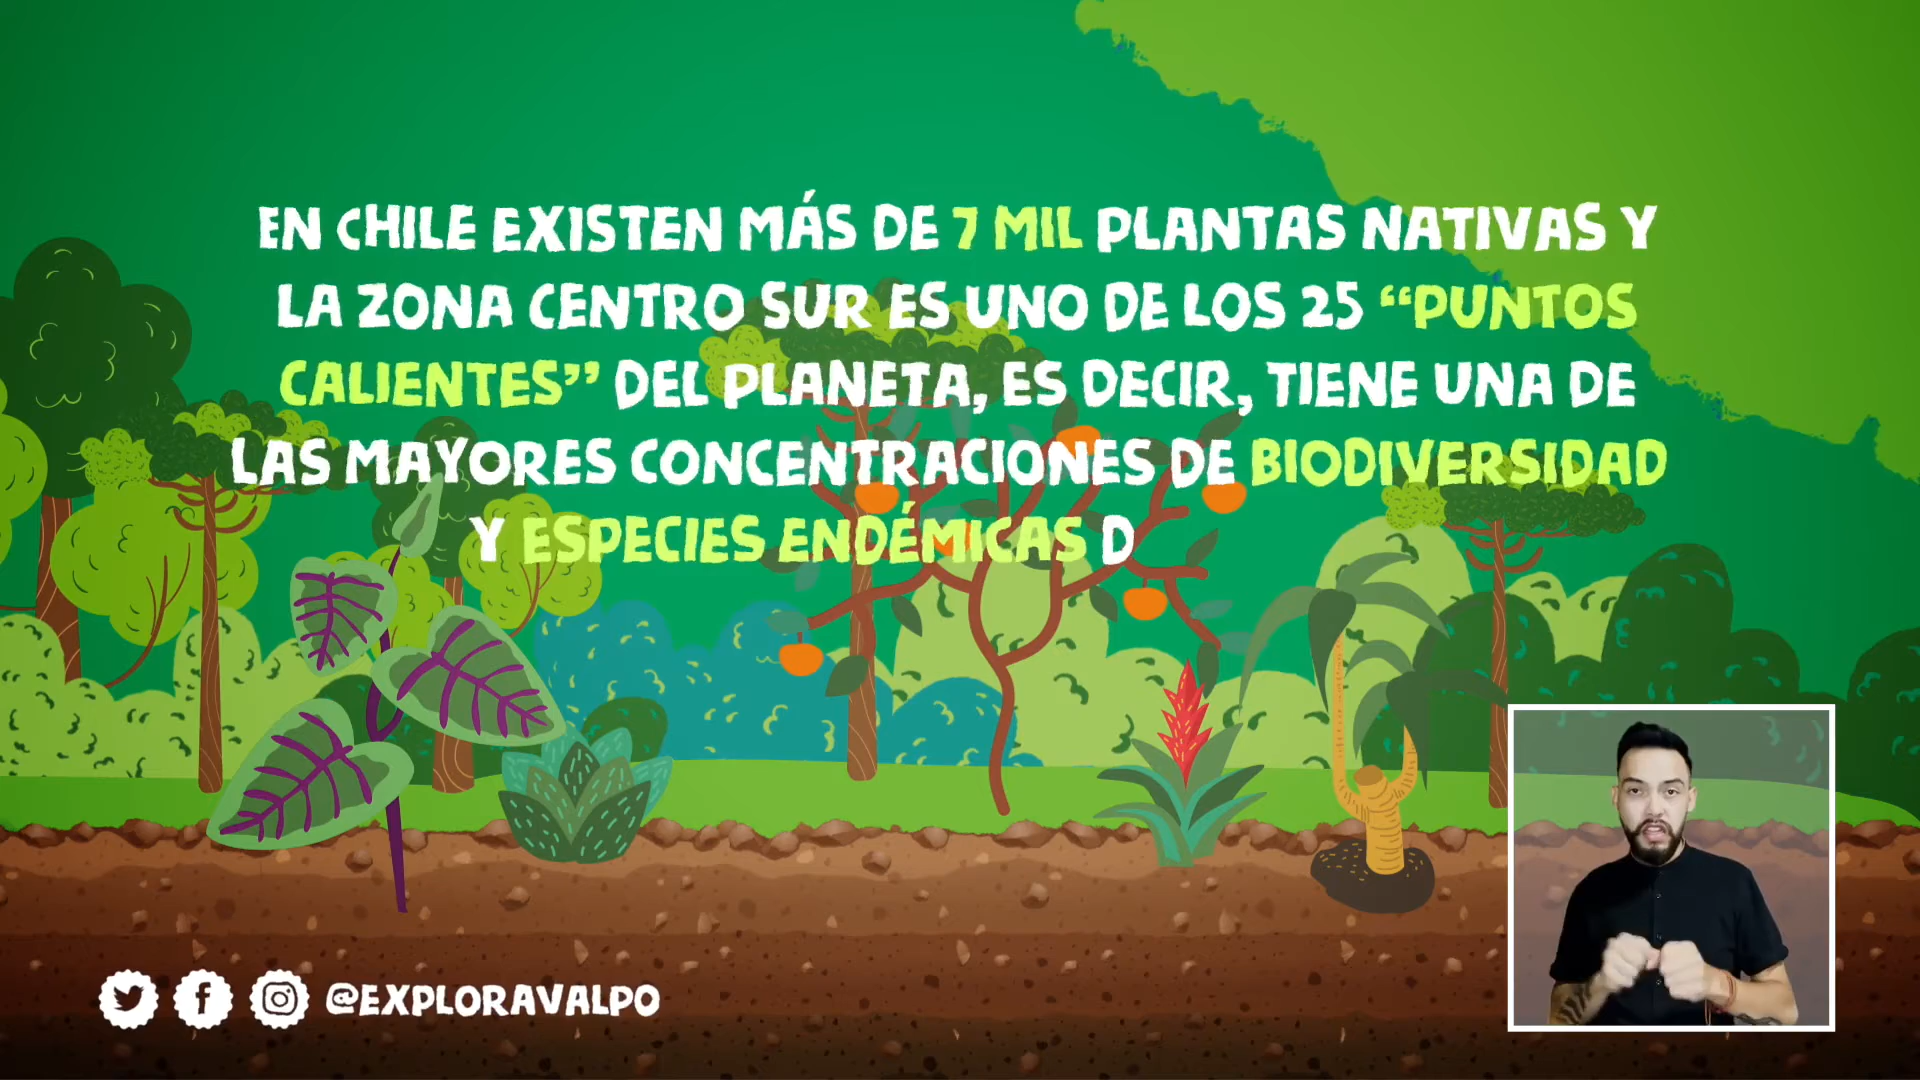 EN CHILE EXISTEN MÁS DE 7 MIL PLANTAS NATIVAS Y
LA ZONA CENTRO SUR ES UNO DE LOS 25 “PUNTOS
CALIENTES” DEL PLANETA, ES DECIR, TIENE UNA DE
LAS MAYORES CONCENTRACIONES DE BIODIVERSIDAD
Y ESPECIES ENDÉMICAS D
@EXPLORAVALPO